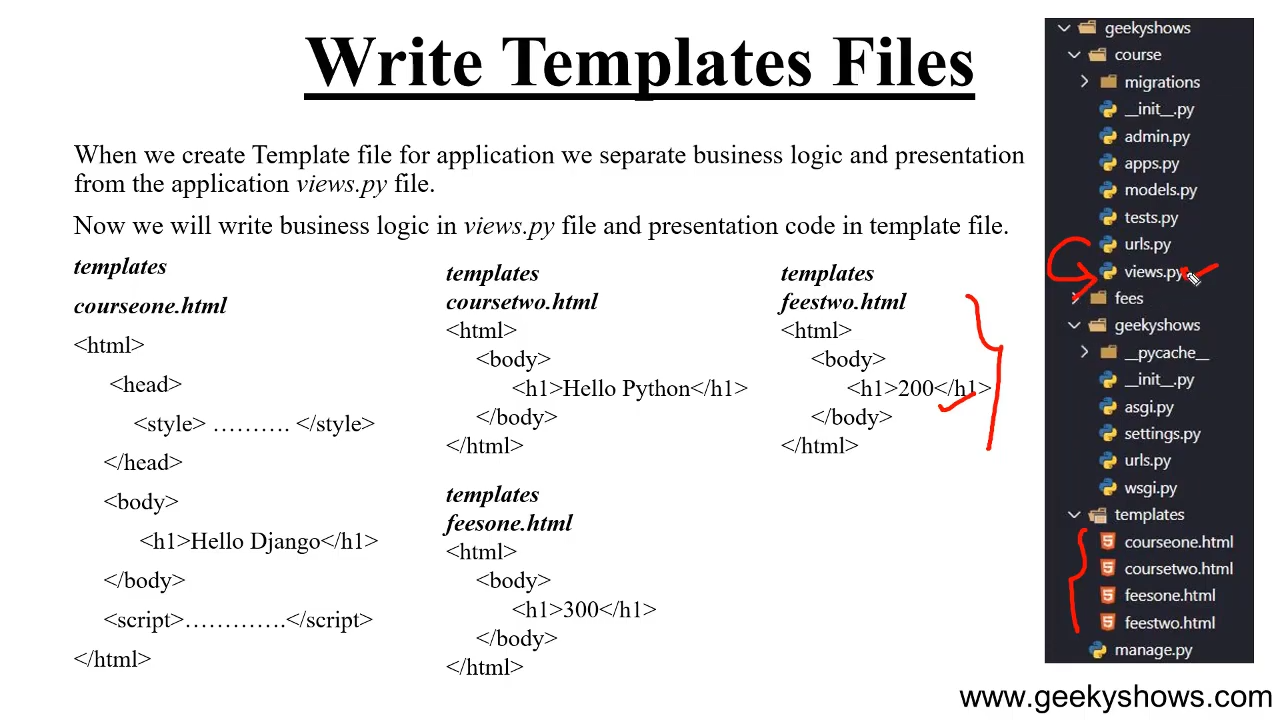 Write Templates Files
When we create Template file for application we separate business logic and presentation
from the application views.py file.
Now we will write business logic in views.py file and presentation code in template file.
templates
courseone.html
<html>
<head>
<style> ………. </style>
</head>
<body>
<h1>Hello Django</h1>
</body>
<script>………….</script>
</html>
templates
coursetwo.html
<html>
<body>
<h1>Hello Python</h1>
</body>
</html>
templates
feesone.html
<html>
<body>
<h1>300</h1>
</body>
</html>
templates
feestwo.html
<html>
<body>
<h1>200</h1>
</body>
</html>
geekyshows
course
migrations
__init__.py
admin.py
apps.py
models.py
tests.py
urls.py
views.py
fees
geekyshows
__pycache__
__init__.py
asgi.py
settings.py
urls.py
wsgi.py
templates
courseone.html
coursetwo.html
feesone.html
feestwo.html
manage.py
www.geekyshows.com